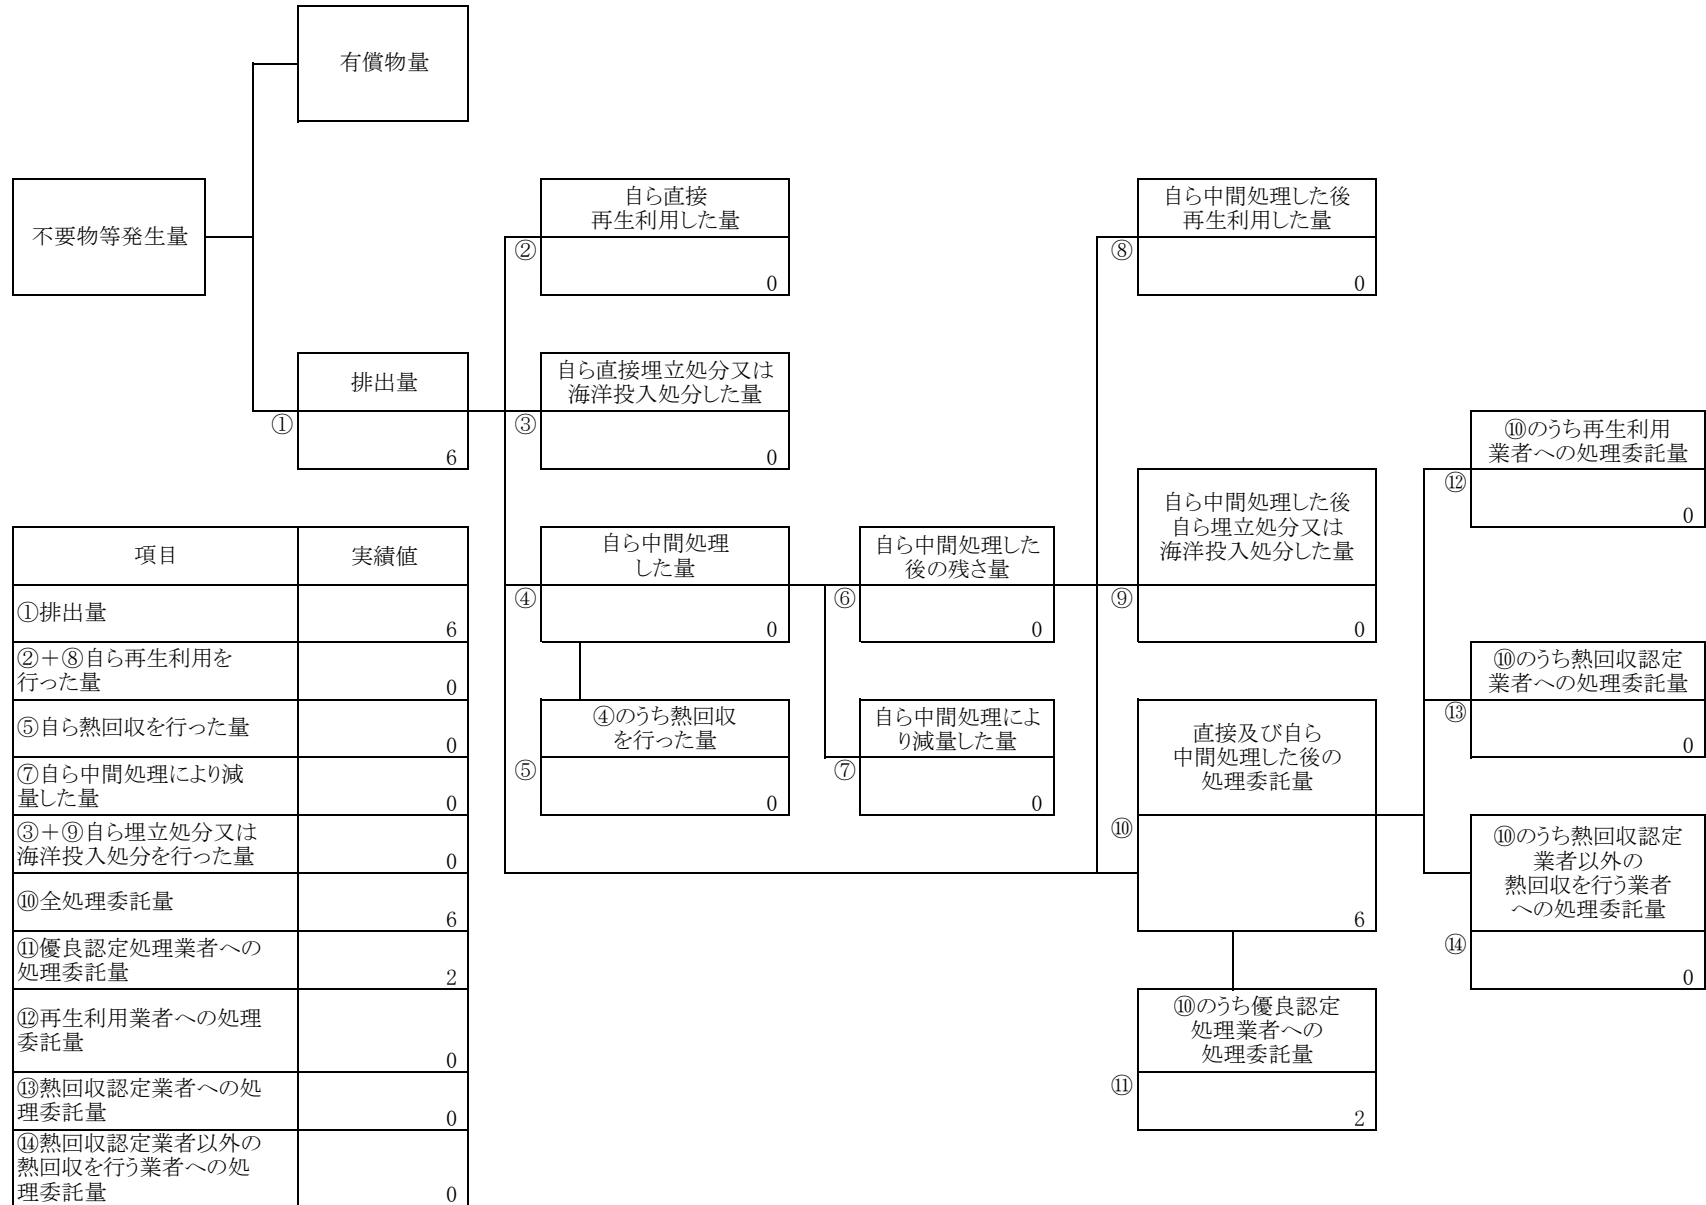 有償物量
不要物等発生量
自ら直接
再生利用した量
②
0
自ら中間処理した後
再生利用した量
⑧
0
排出量
①
6
自ら直接埋立処分又は
海洋投入処分した量
③
0
⑩のうち再生利用
業者への処理委託量
⑫
0
自ら中間処理
した量
④
0
自ら中間処理した
後の残さ量
⑥
0
自ら中間処理した後
自ら埋立処分又は
海洋投入処分した量
⑨
0
⑩のうち熱回収認定
業者への処理委託量
⑬
0
④のうち熱回収
を行った量
⑤
0
自ら中間処理によ
り減量した量
⑦
0
直接及び自ら
中間処理した後の
処理委託量
⑩
6
⑩のうち熱回収認定
業者以外の
熱回収を行う業者
への処理委託量
⑭
0
⑩のうち優良認定
処理業者への
処理委託量
⑪
2
項目 実績値
①排出量
6
②+⑧自ら再生利用を
行った量
0
⑤自ら熱回収を行った量
0
⑦自ら中間処理により減
量した量
0
③+⑨自ら埋立処分又は
海洋投入処分を行った量
0
⑩全処理委託量
6
⑪優良認定処理業者への
処理委託量
2
⑫再生利用業者への処理
委託量
0
⑬熱回収認定業者への処
理委託量
0
⑭熱回収認定業者以外の
熱回収を行う業者への処
理委託量
0